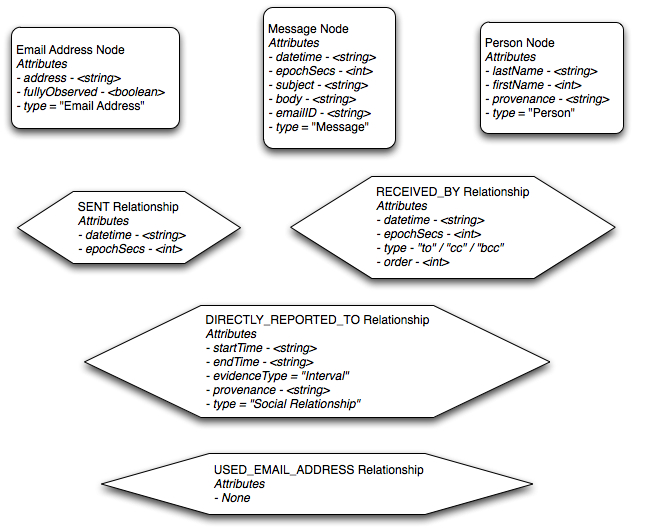 Email Address Node
Attributes
- address - <string>
- fullyObserved - <boolean>
- type = "Email Address"
Message Node
Attributes
- datetime - <string>
- epochSecs - <int>
- subject - <string>
- body - <string>
- emailID - <string>
- type = "Message"
Person Node
Attributes
- lastName - <string>
- firstName - <int>
- provenance - <string>
- type = "Person"
SENT Relationship
Attributes
- datetime - <string>
- epochSecs - <int>
RECEIVED_BY Relationship
Attributes
- datetime - <string>
- epochSecs - <int>
- type - "to" / "cc" / "bcc"
- order - <int>
DIRECTLY_REPORTED_TO Relationship
Attributes
- startTime - <string>
- endTime - <string>
- evidenceType = "Interval"
- provenance - <string>
- type = "Social Relationship"
USED_EMAIL_ADDRESS Relationship
Attributes
- None